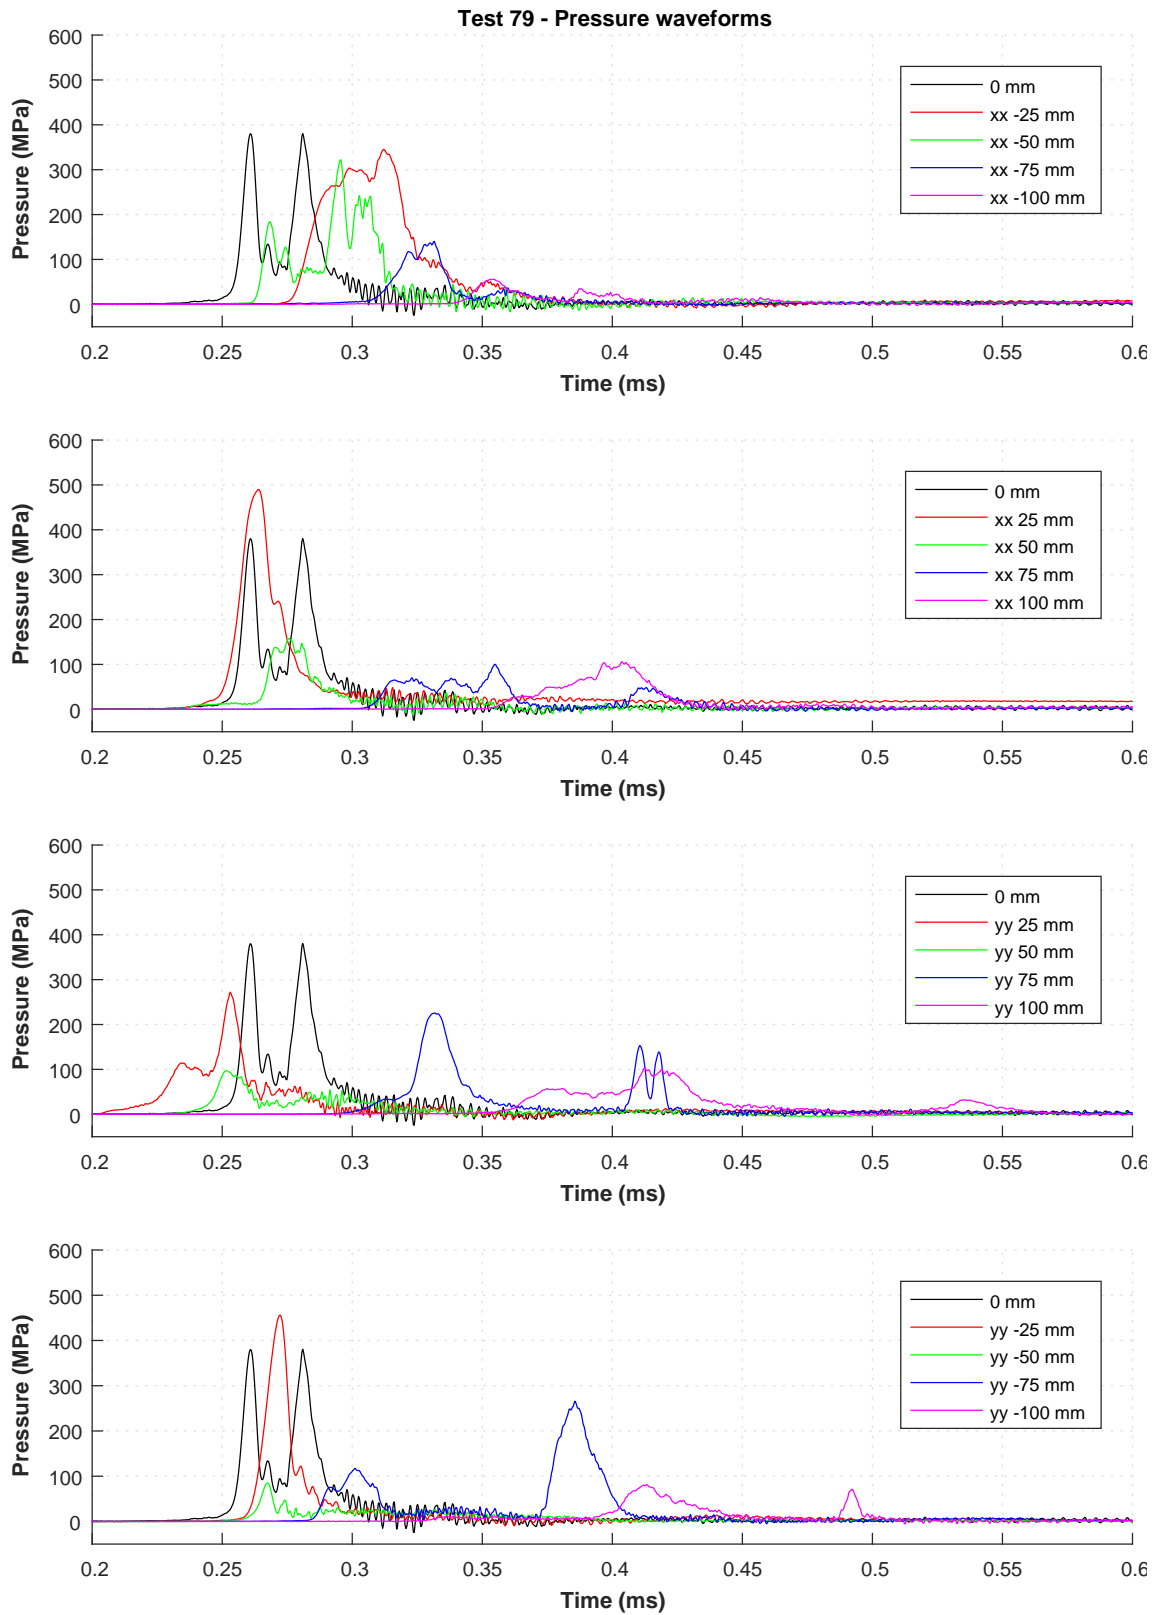 Test 79 - Pressure waveforms
600
500
400
300
200
100
0
Pressure (MPa)
0 mm
xx -25 mm
xx -50 mm
xx -75 mm
xx -100 mm
0.2 0.25 0.3 0.35 0.4 0.45 0.5 0.55 0.6
Time (ms)
600
500
400
300
200
100
0
Pressure (MPa)
0 mm
xx 25 mm
xx 50 mm
xx 75 mm
xx 100 mm
0.2 0.25 0.3 0.35 0.4 0.45 0.5 0.55 0.6
Time (ms)
600
500
400
300
200
100
0
Pressure (MPa)
0 mm
yy 25 mm
yy 50 mm
yy 75 mm
yy 100 mm
0.2 0.25 0.3 0.35 0.4 0.45 0.5 0.55 0.6
Time (ms)
600
500
400
300
200
100
0
Pressure (MPa)
0 mm
yy -25 mm
yy -50 mm
yy -75 mm
yy -100 mm
0.2 0.25 0.3 0.35 0.4 0.45 0.5 0.55 0.6
Time (ms)